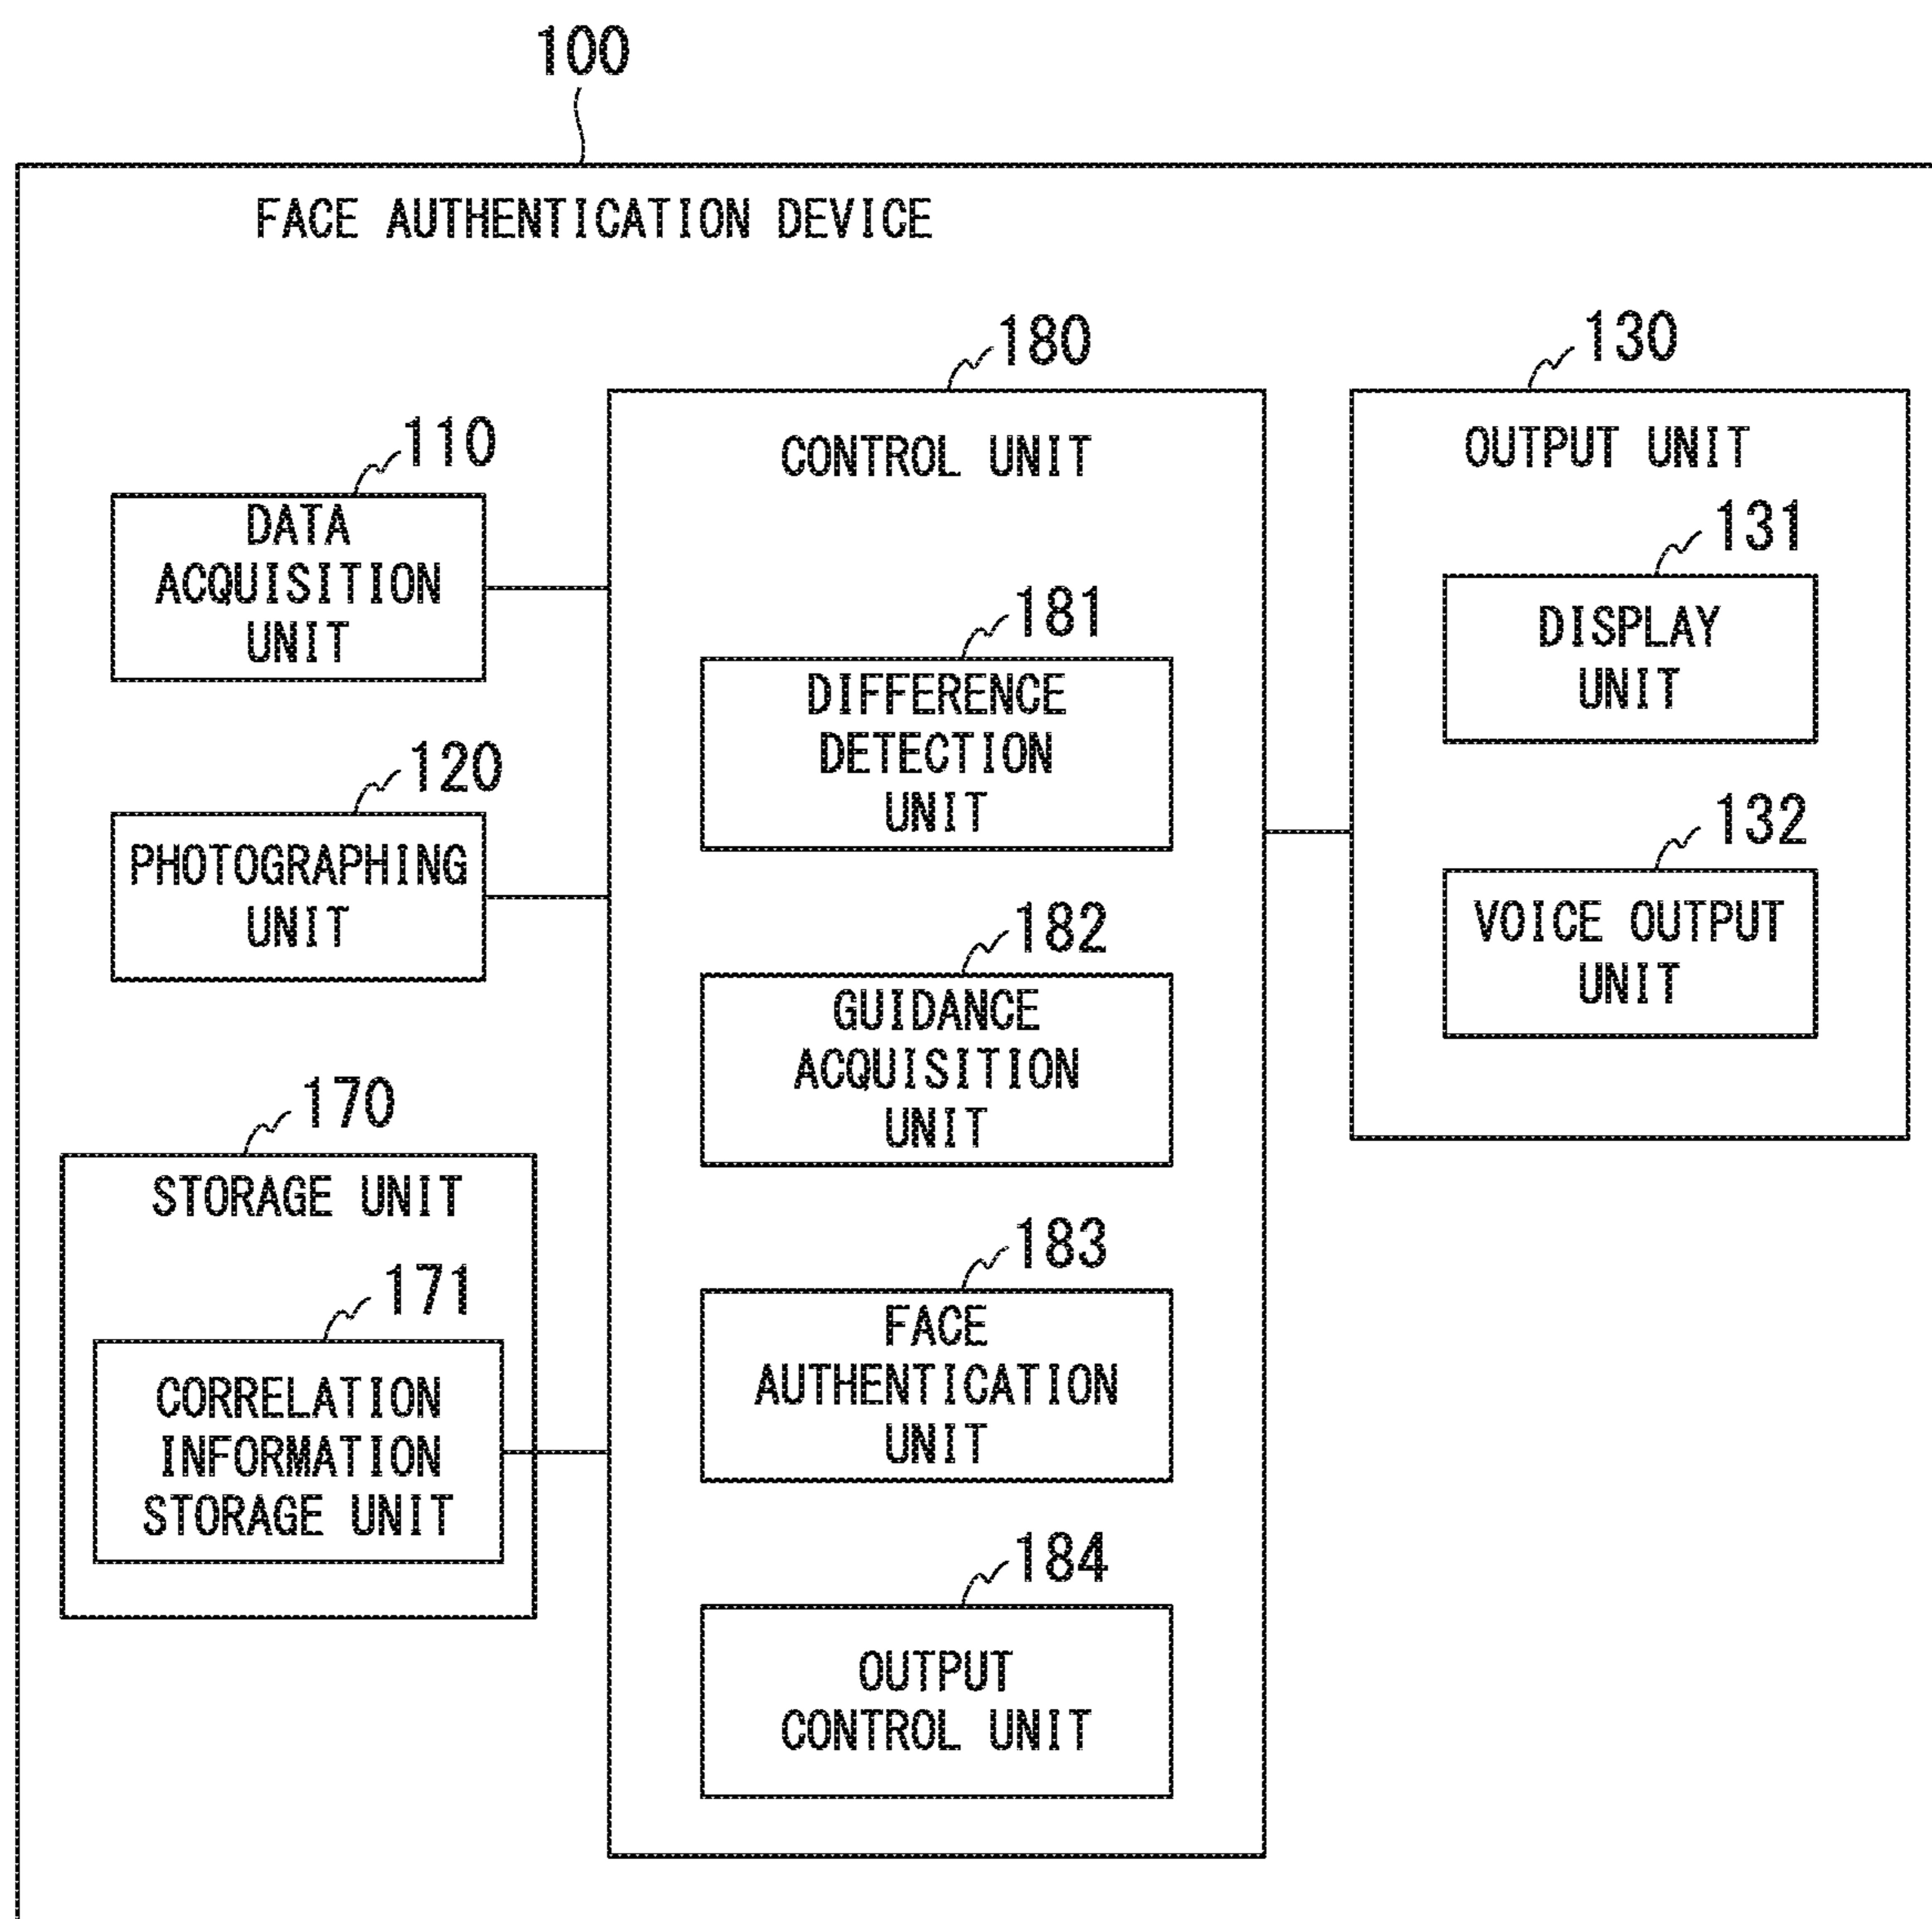 100
FACE AUTHENTICATION DEVICE
110
DATA
ACQUISITION
UNIT
120
PHOTOGRAPHING
UNIT
170
STORAGE UNIT
171
CORRELATION
INFORMATION
STORAGE UNIT
180
CONTROL UNIT
181
DIFFERENCE
DETECTION
UNIT
182
GUIDANCE
ACQUISITION
UNIT
183
FACE
AUTHENTICATION
UNIT
184
OUTPUT
CONTROL UNIT
130
OUTPUT UNIT
131
DISPLAY
UNIT
132
VOICE OUTPUT
UNIT